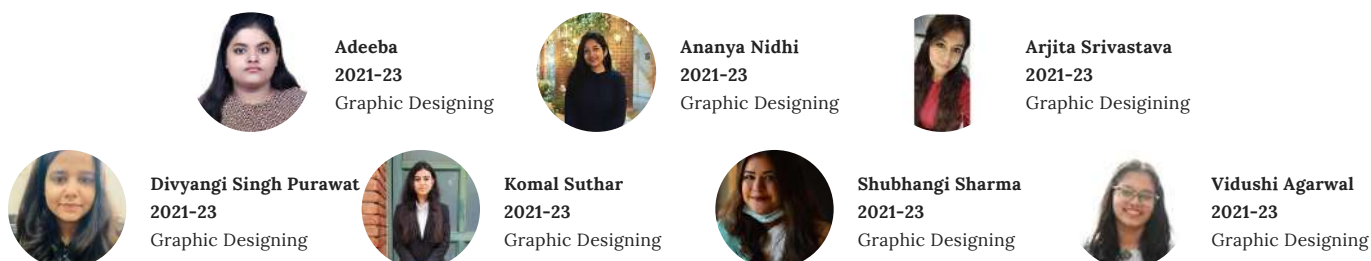 Adeeba
2021-23
Graphic Designing
Ananya Nidhi
2021-23
Graphic Designing
Arjita Srivastava
2021-23
Graphinic Desigining
Divyangi Singh Purawat
2021-23
Graphic Designing
Komal Suthar
2021-23
Graphic Designing
Shubhangi Sharma
2021-23
Graphic Designing
Vidushi Agarwal
2021-23
Graphic Designing